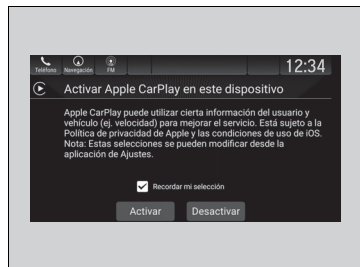 Teléfono Navegación FM 12:34
Activar Apple CarPlay en este dispositivo
Apple CarPlay puede utilizar cierta información del usuario y
vehículo (ej. velocidad) para mejorar el servicio. Está sujeto a la
Política de privacidad de Apple y las condiciones de uso de iOS.
Nota: Estas selecciones se pueden modificar desde la
aplicación de Ajustes.
Recordar mi selección
Activar Desactivar